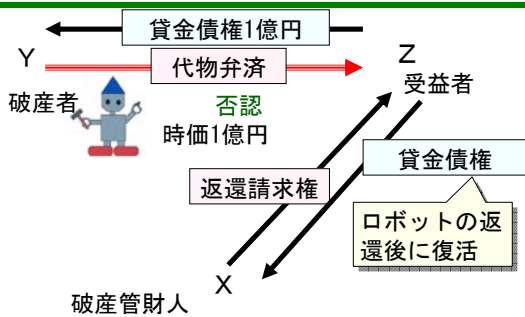 貸金債権1億円
Y
代物弁済
Z
破産者
否認
受益者
時価1億円
返還請求権
貸金債権
ロボットの返
還後に復活
X
破産管財人